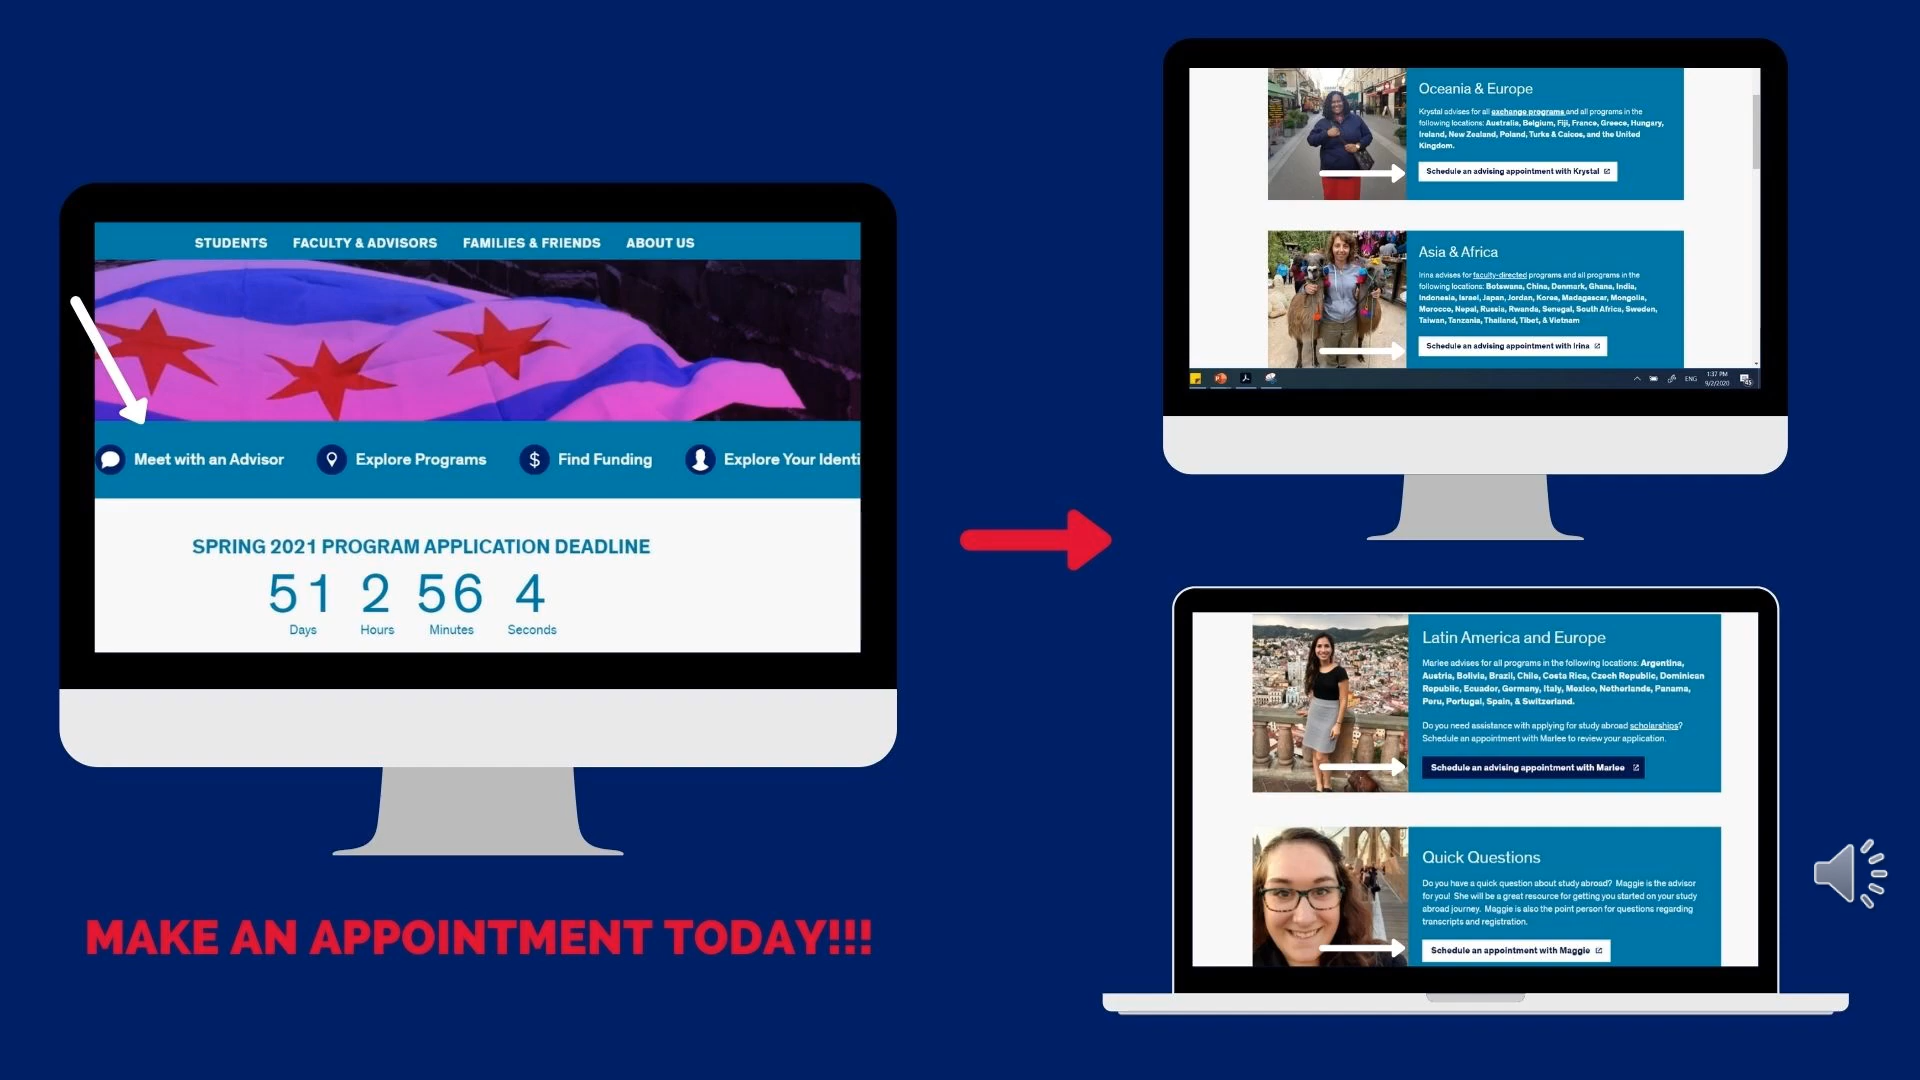 STUDENTS FACULTY & ADVISORS FAMILIES & FRIENDS ABOUT US
Meet with an Advisor Explore Programs Find Funding Explore Your Identi
SPRING 2021 PROGRAM APPLICATION DEADLINE
51 2 56 4
Days Hours Minutes Seconds
MAKE AN APPOINTMENT TODAY!!!
Oceania & Europe
Krystal advises for all exchange programs and all programs in the
following locations: Australia, Belgium, Fiji, France, Greece, Hungary,
Ireland, New Zealand, Poland, Turks & Caicos, and the United
Kingdom.
Schedule an advising appointment with Krystal
Asia & Africa
Irina advises for faculty-directed programs and all programs in the
following locations: Botswana, China, Denmark, Ghana, India,
Indonesia, Israel, Japan, Jordan, Korea, Madagascar, Mongolia,
Morocco, Nepal, Russia, Rwanda, Senegal, South Africa, Sweden,
Taiwan, Tanzania, Thailand, Tibet, & Vietnam
Schedule an advising appointment with Irina
ENG 1:37 PM
9/2/2020 45
Latin America and Europe
Marlee advises for all programs in the following locations: Argentina,
Austria, Bolivia, Brazil, Chile, Costa Rica, Czech Republic, Dominican
Republic, Ecuador, Germany, Italy, Mexico, Netherlands, Panama,
Peru, Portugal, Spain, & Switzerland.
Do you need assistance with applying for study abroad scholarships?
Schedule an appointment with Marlee to review your application.
Schedule an advising appointment with Marlee
Quick Questions
Do you have a quick question about study abroad? Maggie is the advisor
for you! She will be a great resource for getting you started on your study
abroad journey. Maggie is also the point person for questions regarding
transcripts and registration.
Schedule an appointment with Maggie